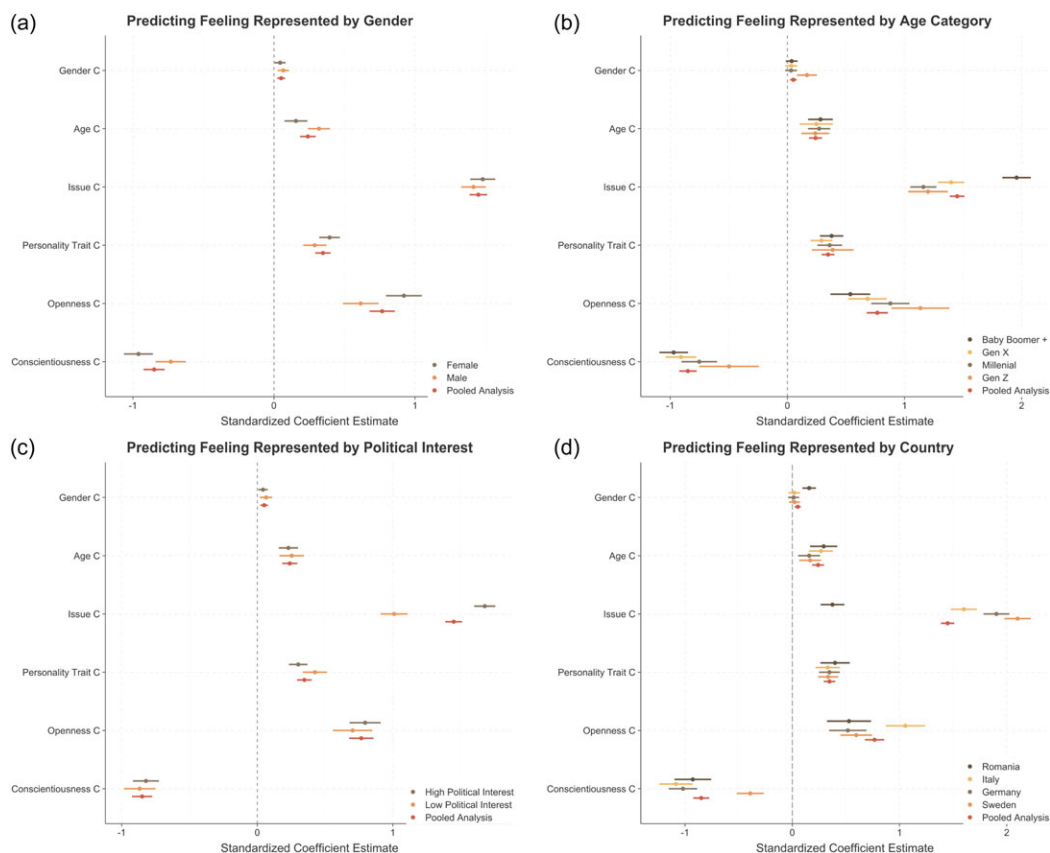 (a)
Predicting Feeling Represented by Gender
Gender C
Age C
Issue C
Personality Trait C
Openness C
Conscientiousness C
Female
Male
Pooled Analysis
-1
0
1
Standardized Coefficient Estimate
(b)
Predicting Feeling Represented by Age Category
Gender C
Age C
Issue C
Personality Trait C
Openness C
Conscientiousness C
Baby Boomer +
Gen X
Millenial
Gen Z
Pooled Analysis
-1
0
1
2
Standardized Coefficient Estimate
(c)
Predicting Feeling Represented by Political Interest
Gender C
Age C
Issue C
Personality Trait C
Openness C
Conscientiousness C
High Political Interest
Low Political Interest
Pooled Analysis
-1
0
1
Standardized Coefficient Estimate
(d)
Predicting Feeling Represented by Country
Gender C
Age C
Issue C
Personality Trait C
Openness C
Conscientiousness C
Romania
Italy
Germany
Sweden
Pooled Analysis
-1
0
1
2
Standardized Coefficient Estimate